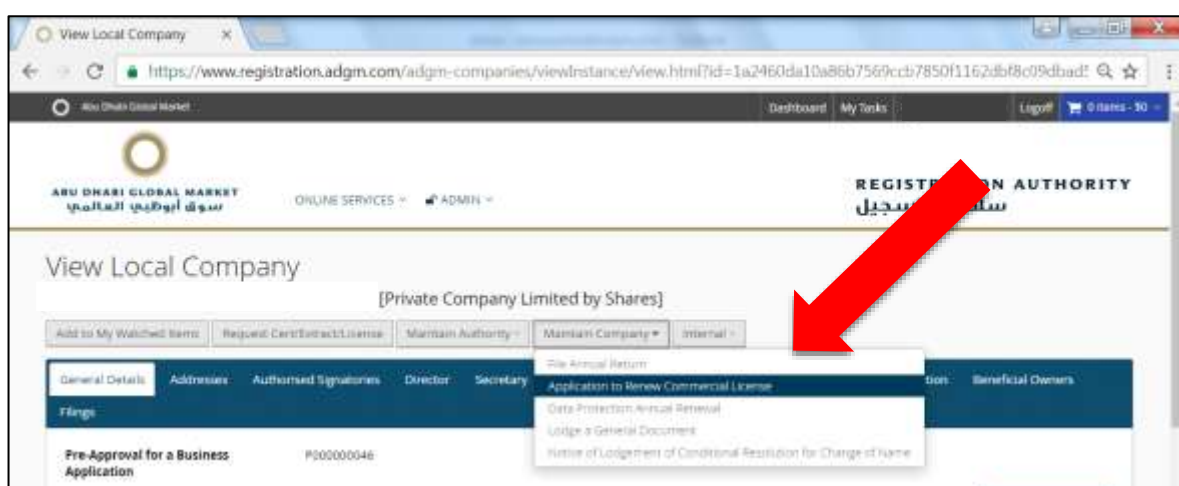 View Local Company
https://www.registration.adgm.com/adgm-companies/viewInstance/view.html?id=1a2460da10a86b7569ccb7850f1162dbf8c09dbad
Abu Dhabi Global Market
Dashboard My Tasks Logoff 0 items - $0
ABU DHABI GLOBAL MARKET
سوق أبوظبي العالمي
ONLINE SERVICES ADMIN
REGISTR N AUTHORITY
View Local Company
[Private Company Limited by Shares]
Add to My Watched Items Request Cert/Extract/License Maintain Authority Maintain Company Internal
File Annual Return
General Details Addresses Authorised Signatories Director Secretary Application to Renew Commercial License tion Beneficial Owners
Filings
Data Protection Annual Renewal
Lodge a General Document
Notice of Lodgement of Conditional Resolution for Change of Name
Pre-Approval for a Business P000000046
Application